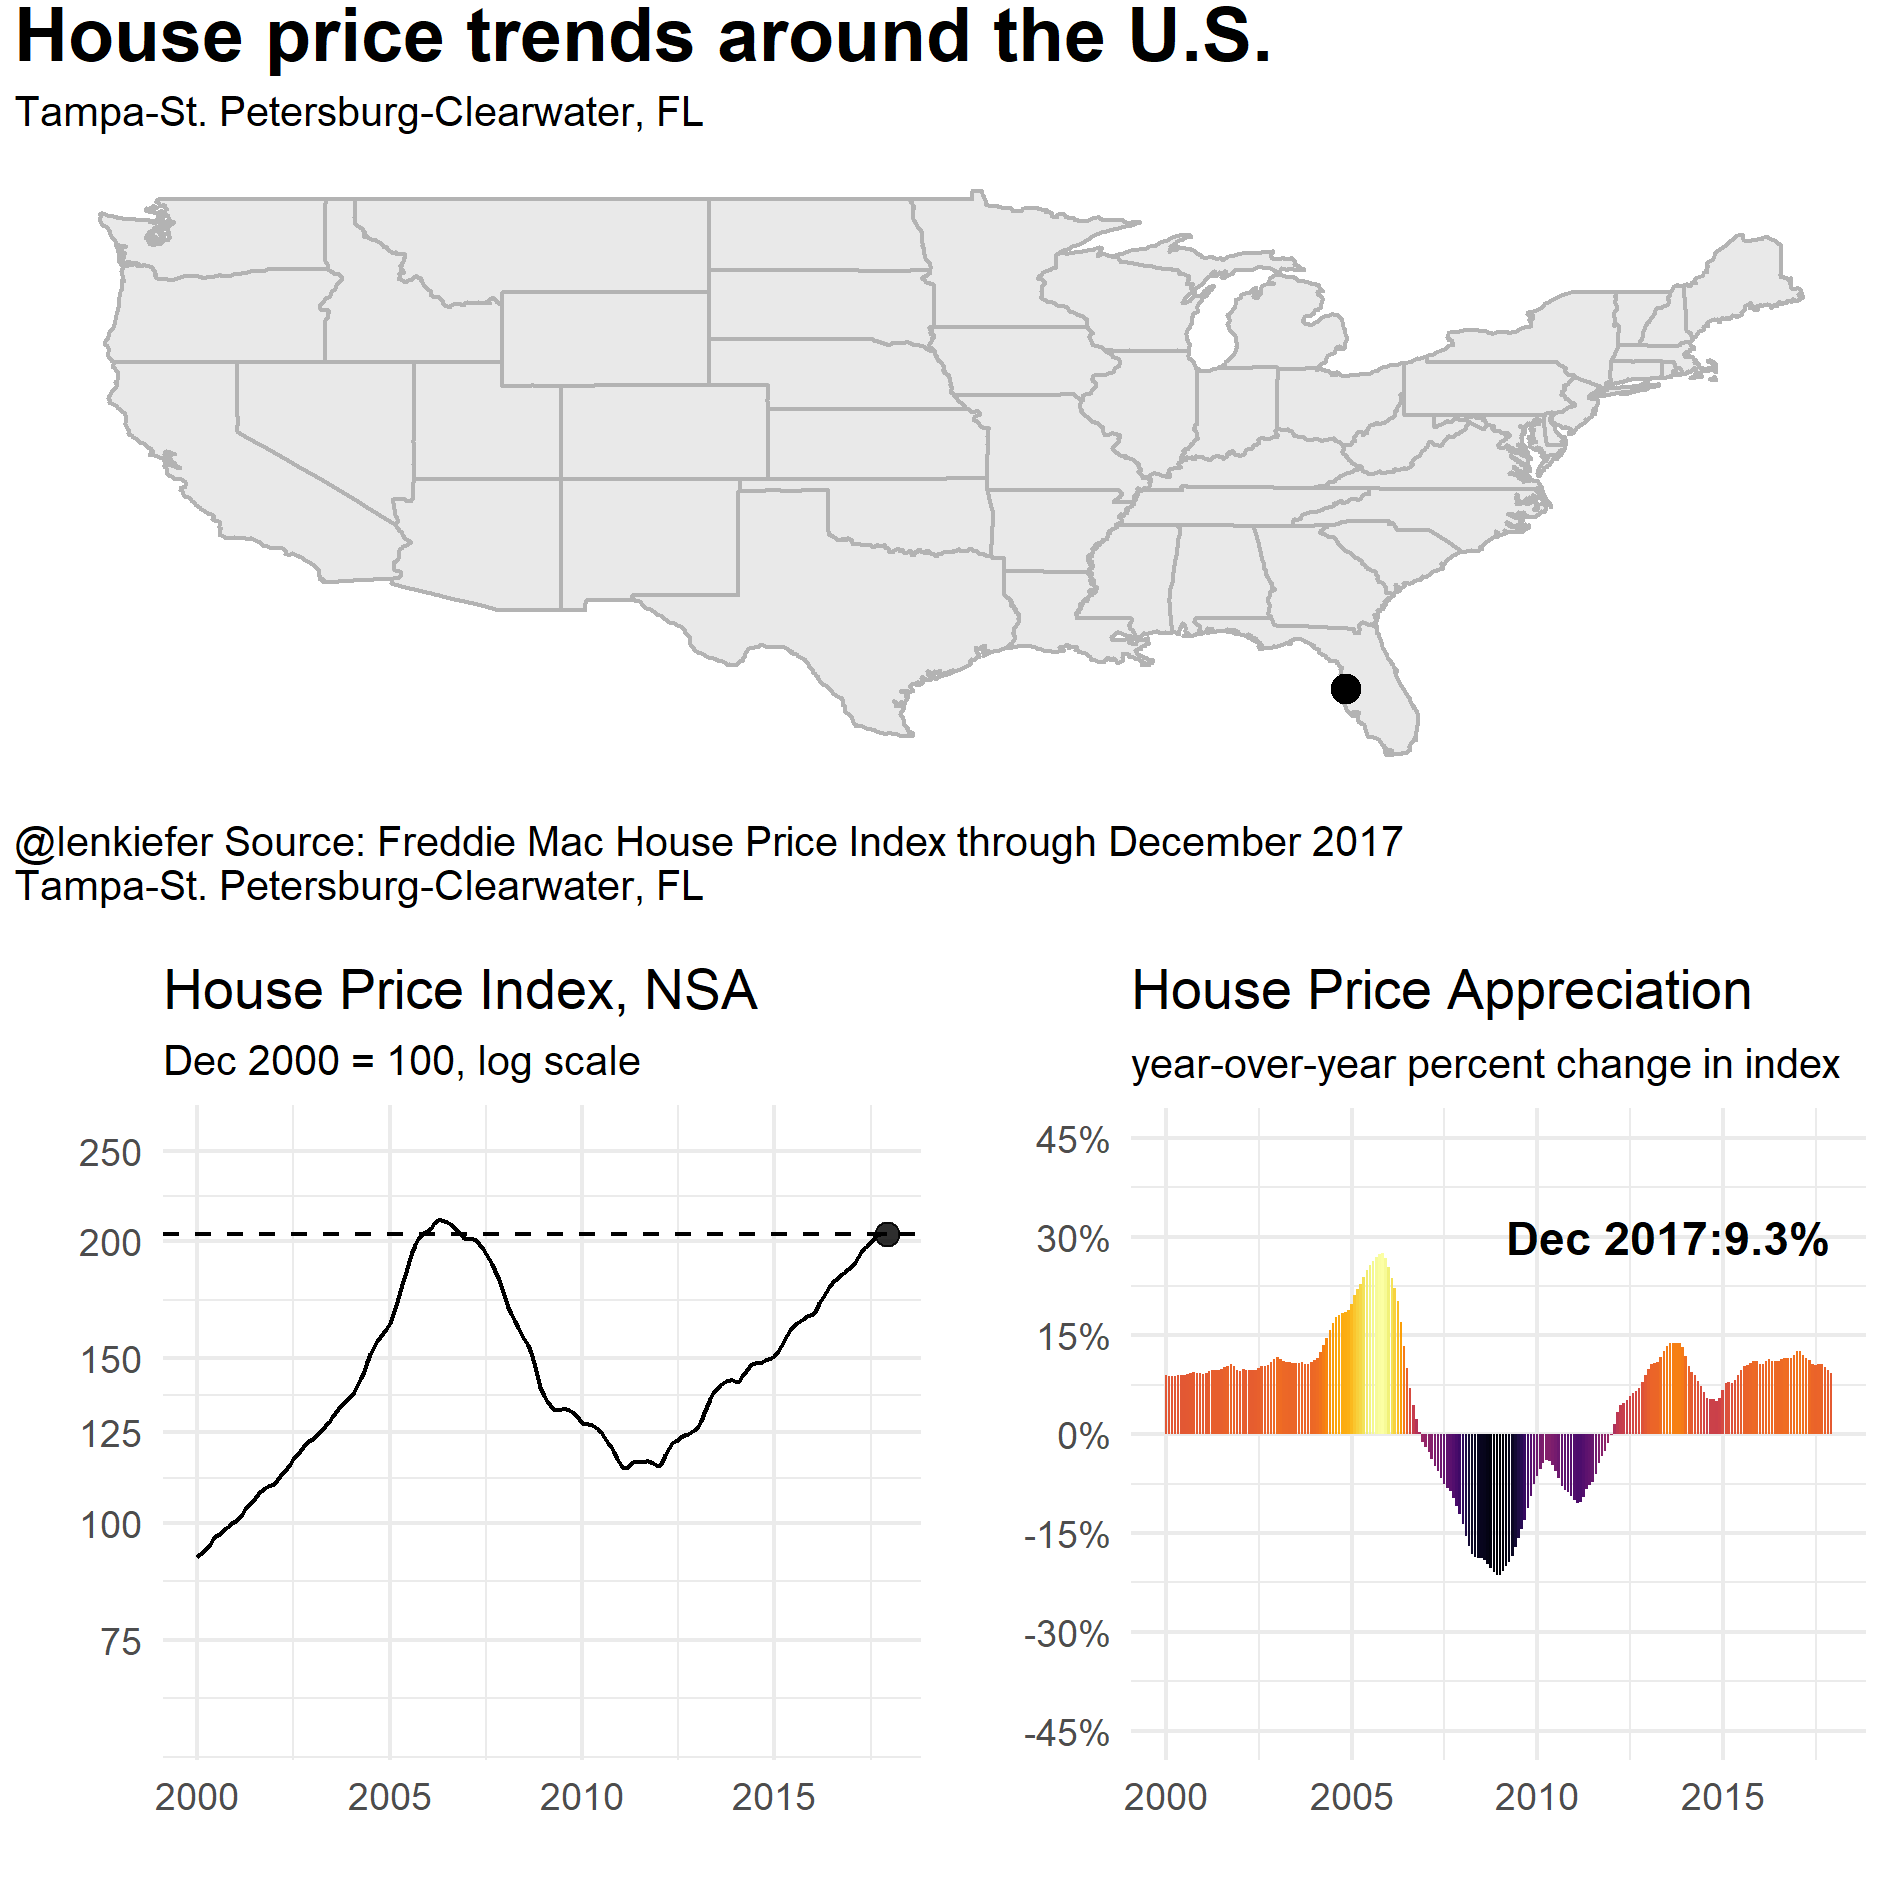 House price trends around the U.S.
Tampa-St. Petersburg-Clearwater, FL
@lenkiefer Source: Freddie Mac House Price Index through December 2017
Tampa-St. Petersburg-Clearwater, FL
House Price Index, NSA
Dec 2000 = 100, log scale
250
200
150
125
100
75
2000 2005 2010 2015
House Price Appreciation
year-over-year percent change in index
45%
30%
15%
0%
-15%
-30%
-45%
Dec 2017:9.3%
2000 2005 2010 2015